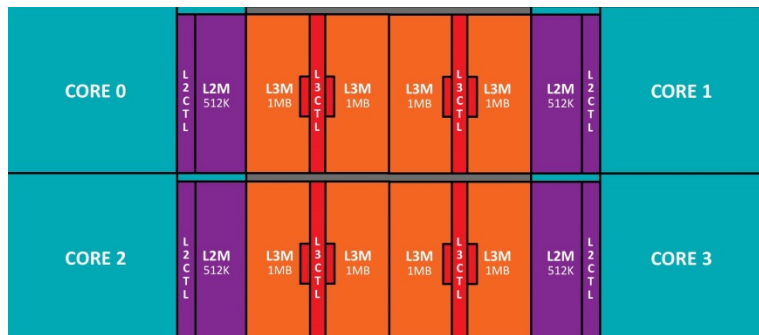 CORE 0
L2CTL
L2M
512K
L3M
1MB
L3CTL
L3M
1MB
L3M
1MB
L3CTL
L3M
1MB
L2M
512K
L2CTL
CORE 1
CORE 2
L2CTL
L2M
512K
L3M
1MB
L3CTL
L3M
1MB
L3M
1MB
L3CTL
L3M
1MB
L2M
512K
L2CTL
CORE 3